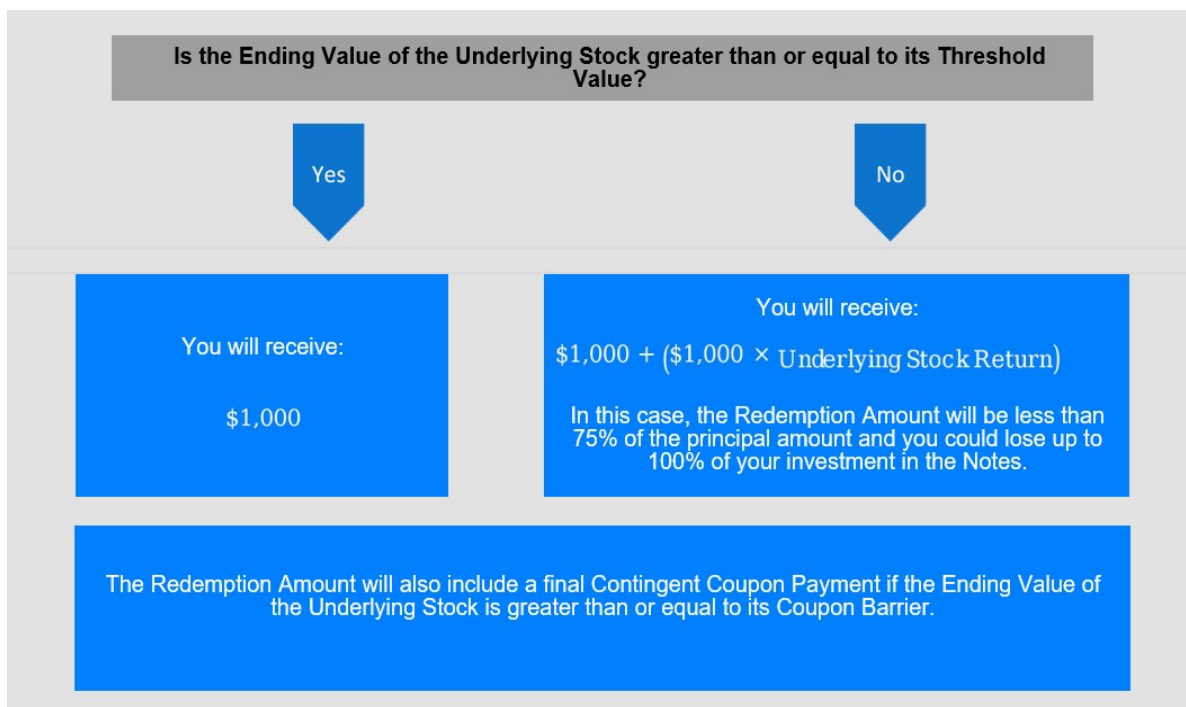 Is the Ending Value of the Underlying Stock greater than or equal to its Threshold
Value?
Yes
No
You will receive:
$1,000
You will receive:
$1,000 + ($1,000 × Underlying Stock Return)
In this case, the Redemption Amount will be less than
75% of the principal amount and you could lose up to
100% of your investment in the Notes.
The Redemption Amount will also include a final Contingent Coupon Payment if the Ending Value of
the Underlying Stock is greater than or equal to its Coupon Barrier.